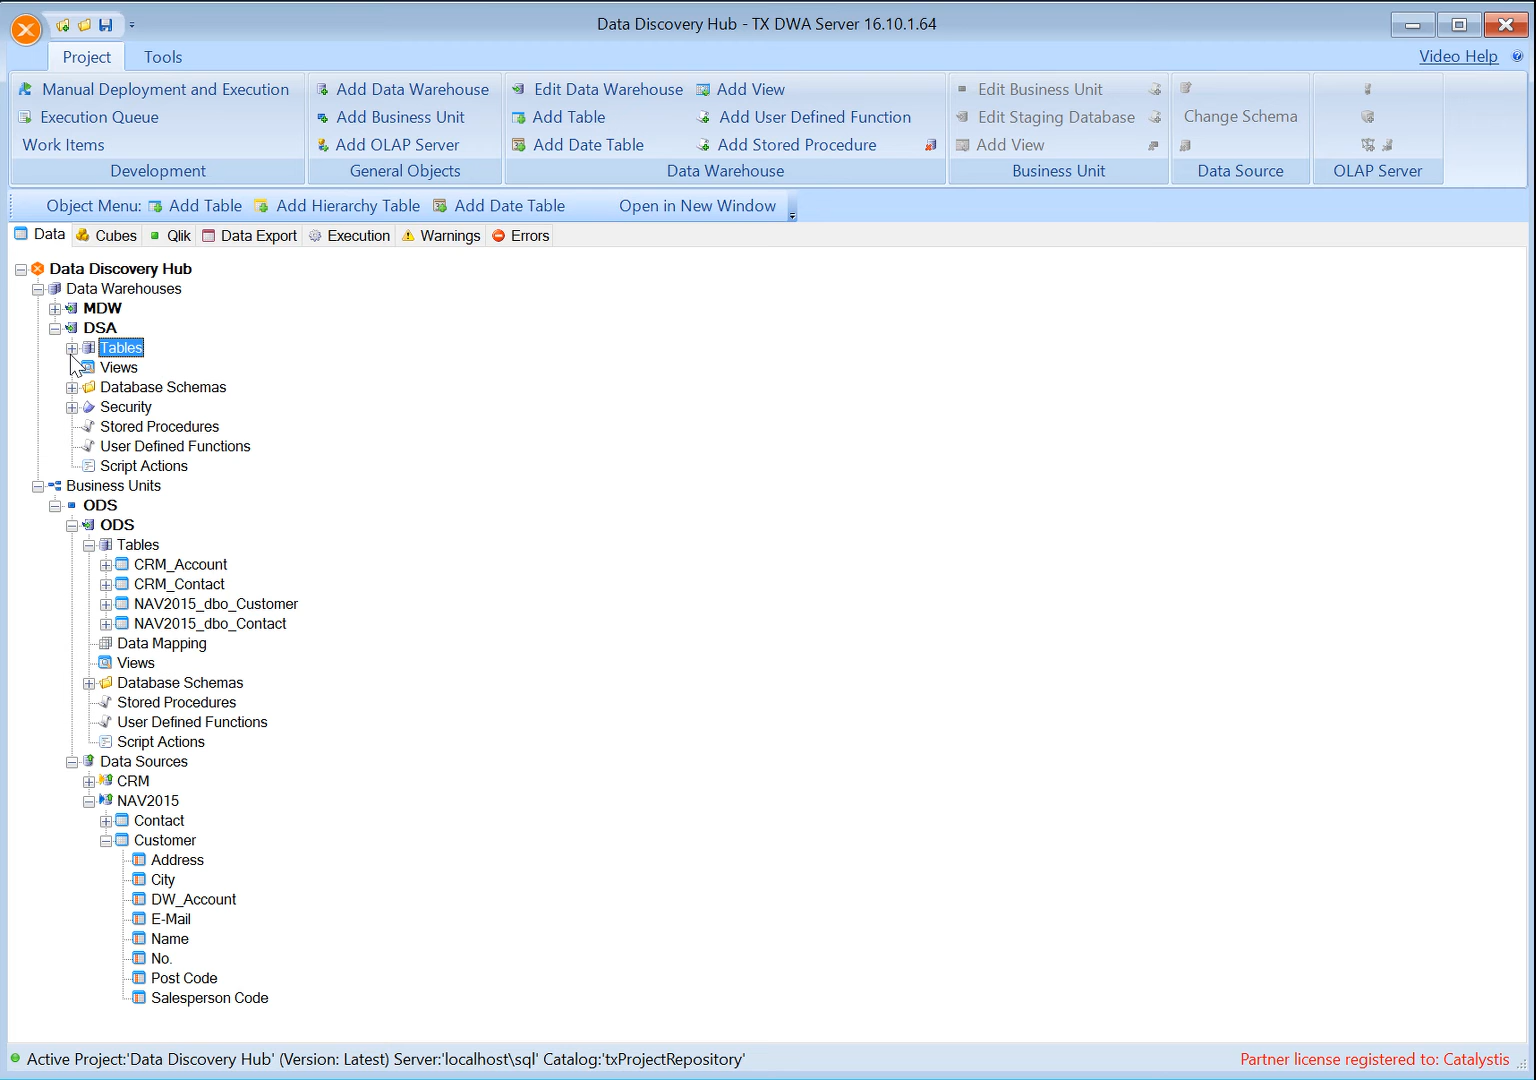 Data Discovery Hub - TX DWA Server 16.10.1.64
Project Tools Video Help
Manual Deployment and Execution
Execution Queue
Work Items
Development
Add Data Warehouse
Add Business Unit
Add OLAP Server
General Objects
Edit Data Warehouse Add View
Add Table Add User Defined Function
Add Date Table Add Stored Procedure
Data Warehouse
Edit Business Unit
Edit Staging Database
Add View
Business Unit
Change Schema
Data Source
OLAP Server
Object Menu: Add Table Add Hierarchy Table Add Date Table Open in New Window
Data Cubes Qlik Data Export Execution Warnings Errors
Data Discovery Hub
Data Warehouses
MDW
DSA
Tables
Views
Database Schemas
Security
Stored Procedures
User Defined Functions
Script Actions
Business Units
ODS
ODS
Tables
CRM_Account
CRM_Contact
NAV2015_dbo_Customer
NAV2015_dbo_Contact
Data Mapping
Views
Database Schemas
Stored Procedures
User Defined Functions
Script Actions
Data Sources
CRM
NAV2015
Contact
Customer
Address
City
DW_Account
E-Mail
Name
No.
Post Code
Salesperson Code
Active Project:'Data Discovery Hub' (Version: Latest) Server:'localhost\sql' Catalog:'txProjectRepository'
Partner license registered to: Catalystis